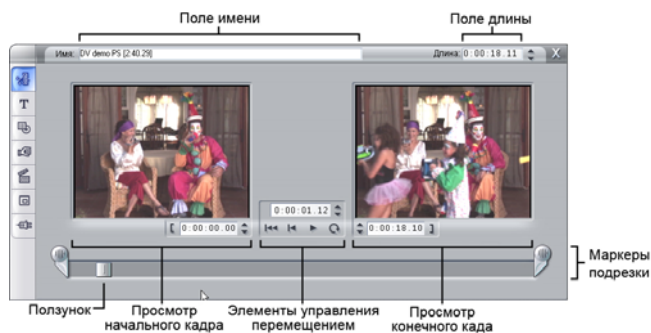 Поле имени
Поле длины
Имя: DV demo PS [2:40.29]
Длина: 0:00:18.11 X
T
0:00:01.12
[ 0:00:00.00
0:00:18.10 ]
Маркеры
подрезки
Ползунок
Просмотр
начального кадра
Элементы управления
перемещением
Просмотр
конечного када